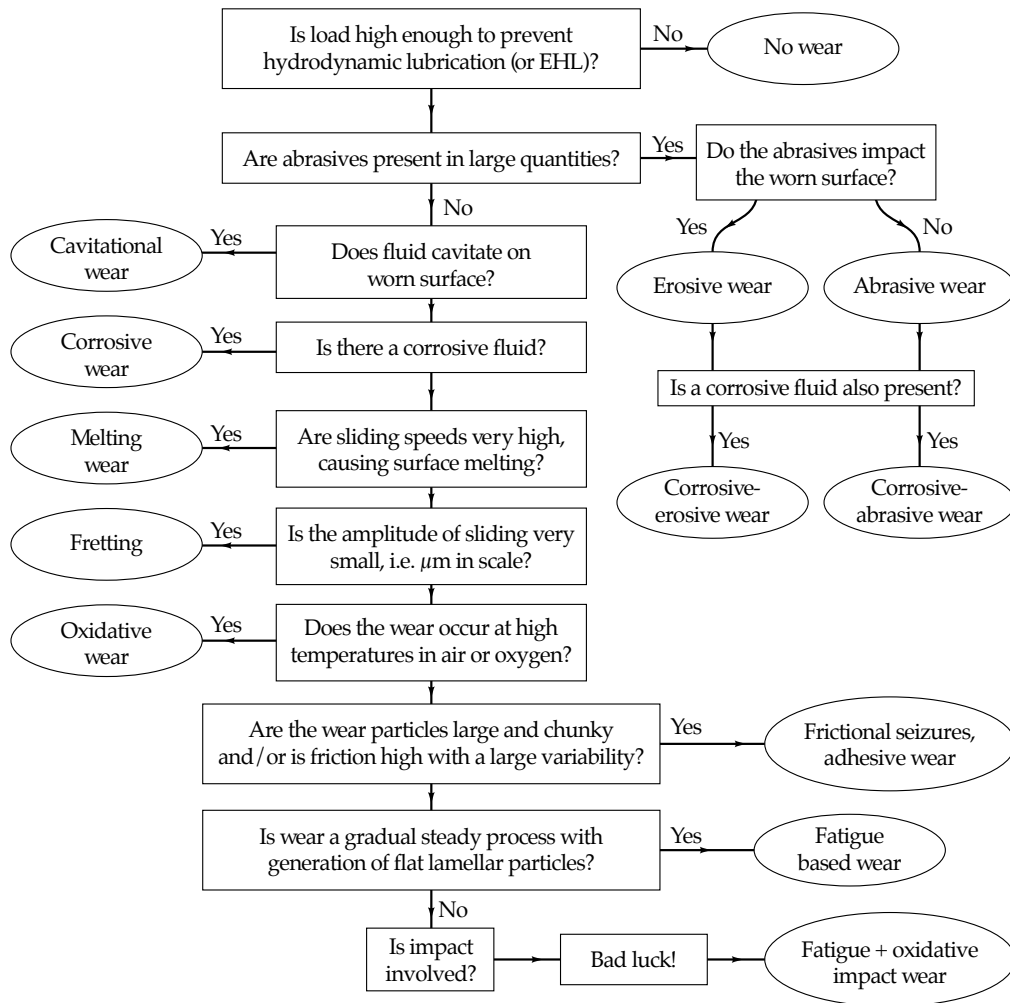 Is load high enough to prevent
hydrodynamic lubrication (or EHL)?
No
No wear
Are abrasives present in large quantities?
Yes
Do the abrasives impact
the worn surface?
No
Yes
No
Cavitational
wear
Yes
Does fluid cavitate on
worn surface?
Erosive wear
Abrasive wear
Corrosive
wear
Yes
Is there a corrosive fluid?
Is a corrosive fluid also present?
Yes
Yes
Melting
wear
Yes
Are sliding speeds very high,
causing surface melting?
Corrosive-
erosive wear
Corrosive-
abrasive wear
Fretting
Yes
Is the amplitude of sliding very
small, i.e. µm in scale?
Oxidative
wear
Yes
Does the wear occur at high
temperatures in air or oxygen?
Are the wear particles large and chunky
and/or is friction high with a large variability?
Yes
Frictional seizures,
adhesive wear
Is wear a gradual steady process with
generation of flat lamellar particles?
Yes
Fatigue
based wear
No
Is impact
involved?
Bad luck!
Fatigue + oxidative
impact wear